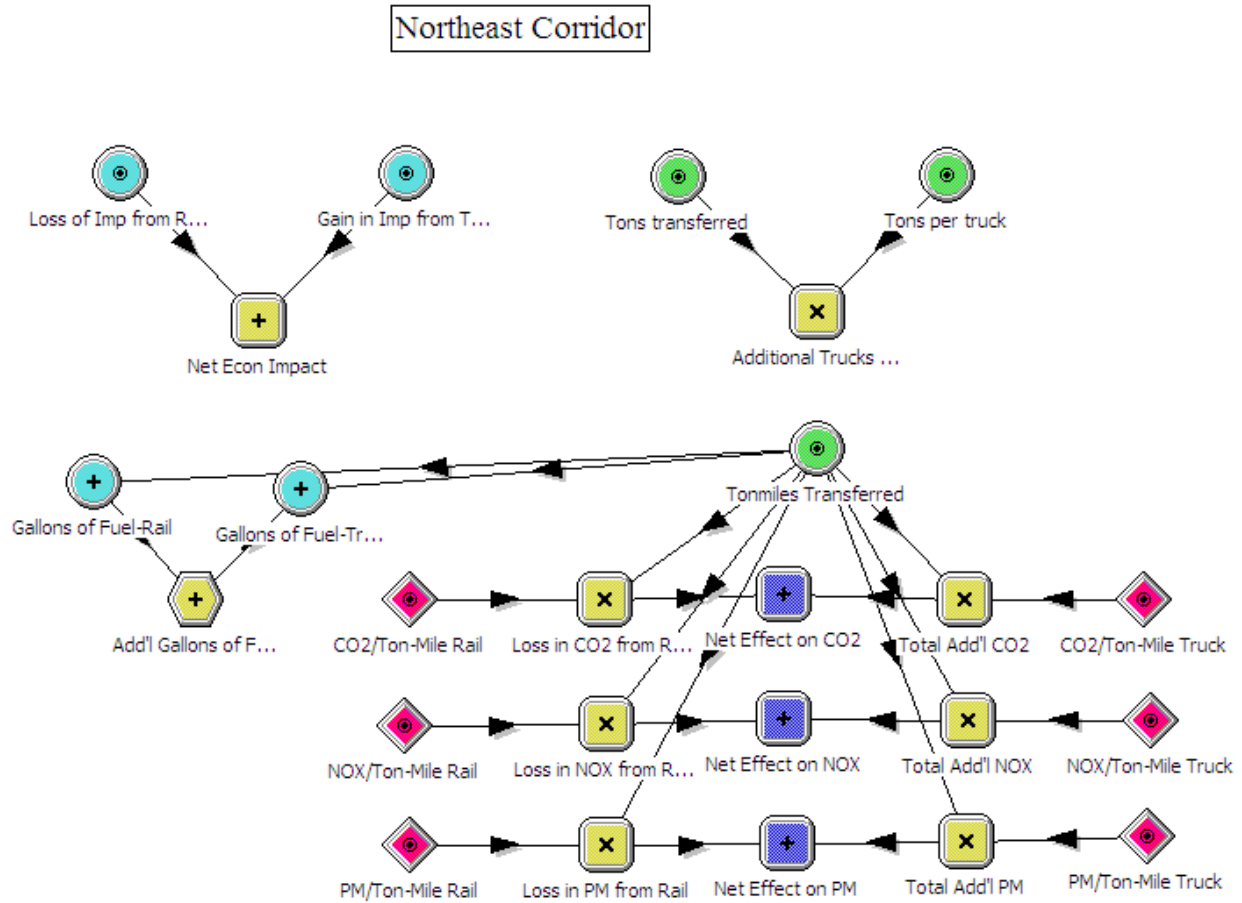 Northeast Corridor
Loss of Imp from R...
Gain in Imp from T...
Tons transferred
Tons per truck
Net Econ Impact
Additional Trucks ...
Tonmiles Transferred
Gallons of Fuel-Rail
Gallons of Fuel-Tr...
Add'l Gallons of F...
CO2/Ton-Mile Rail
Loss in CO2 from R...
Net Effect on CO2
Total Add'l CO2
CO2/Ton-Mile Truck
NOX/Ton-Mile Rail
Loss in NOX from R...
Net Effect on NOX
Total Add'l NOX
NOX/Ton-Mile Truck
PM/Ton-Mile Rail
Loss in PM from Rail
Net Effect on PM
Total Add'l PM
PM/Ton-Mile Truck